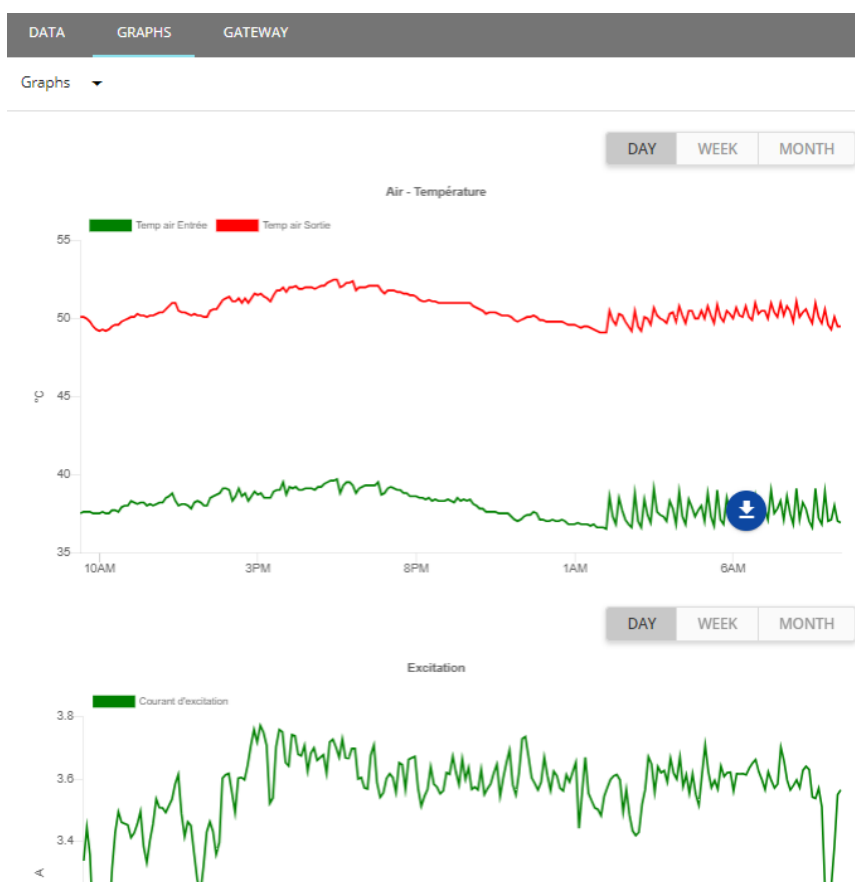 DATA GRAPHS GATEWAY
Graphs
DAY WEEK MONTH
Air - Température
Temp air Entrée Temp air Sortie
55
50
°C 45
40
35
10AM 3PM 8PM 1AM 6AM
DAY WEEK MONTH
Excitation
Courant d'excitation
3.8
3.6
3.4
A